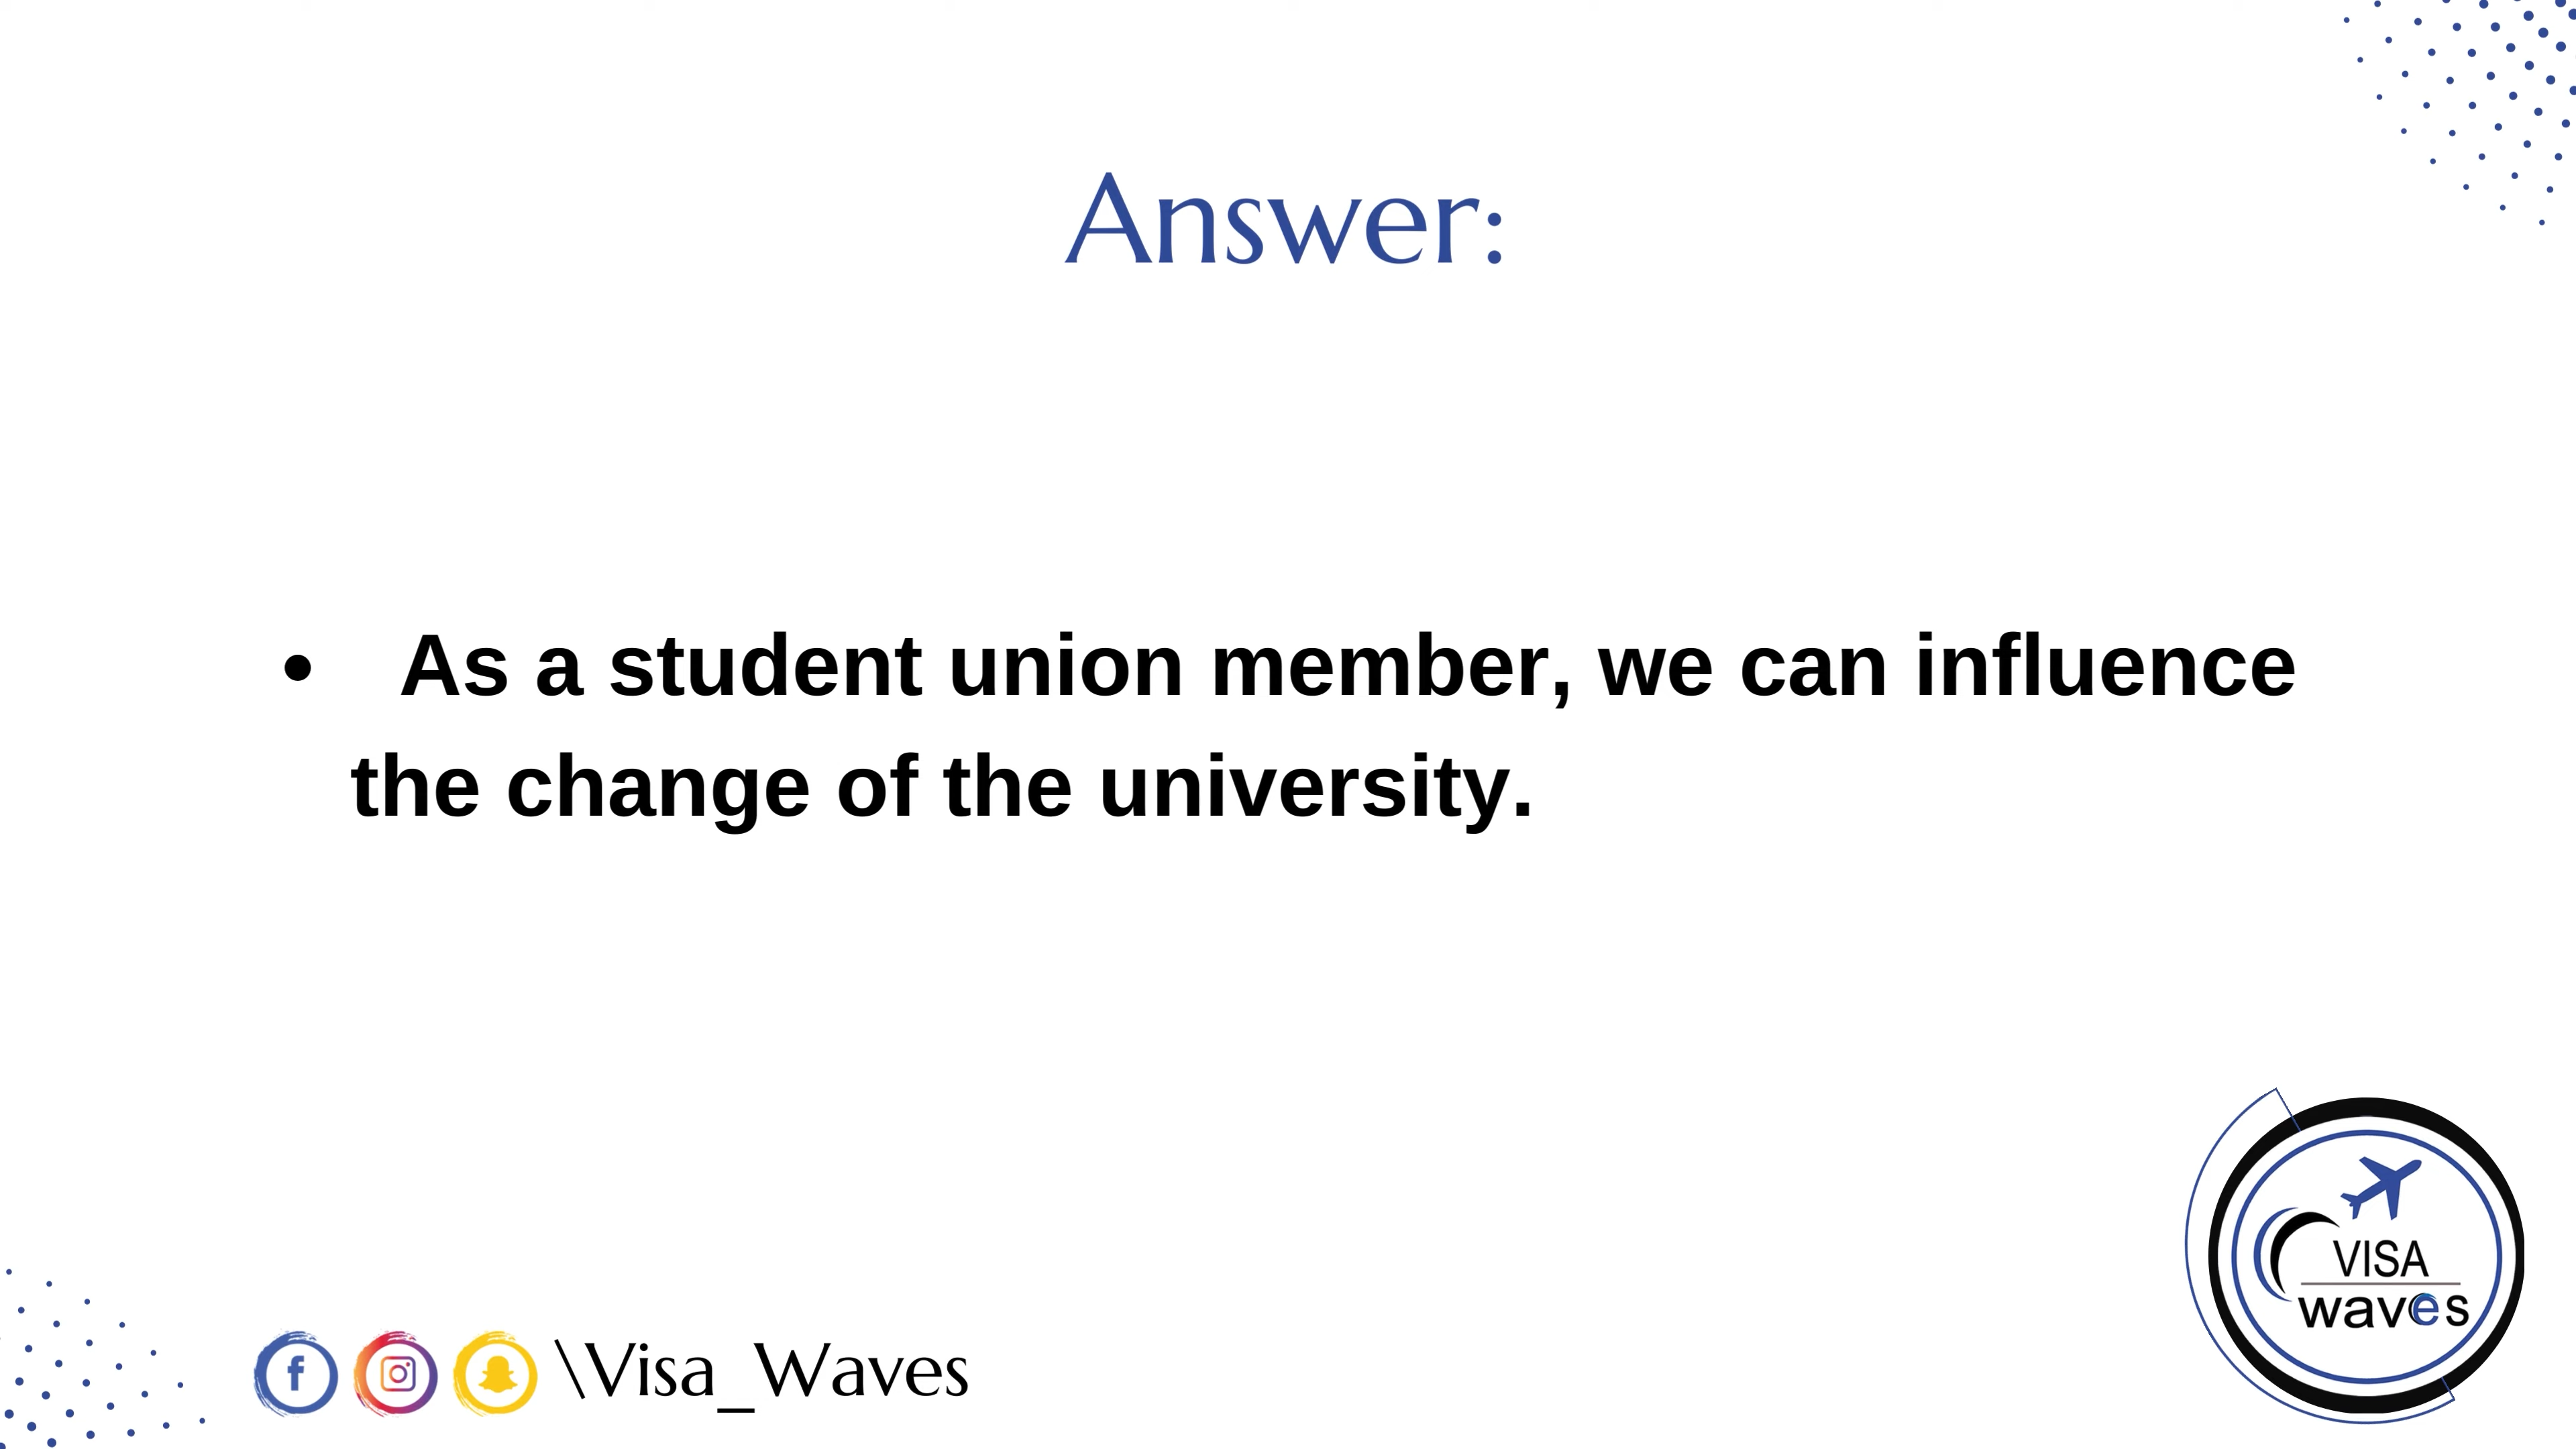 Answer:
• As a student union member, we can influence
the change of the university.
VISA
waves
\Visa_Waves